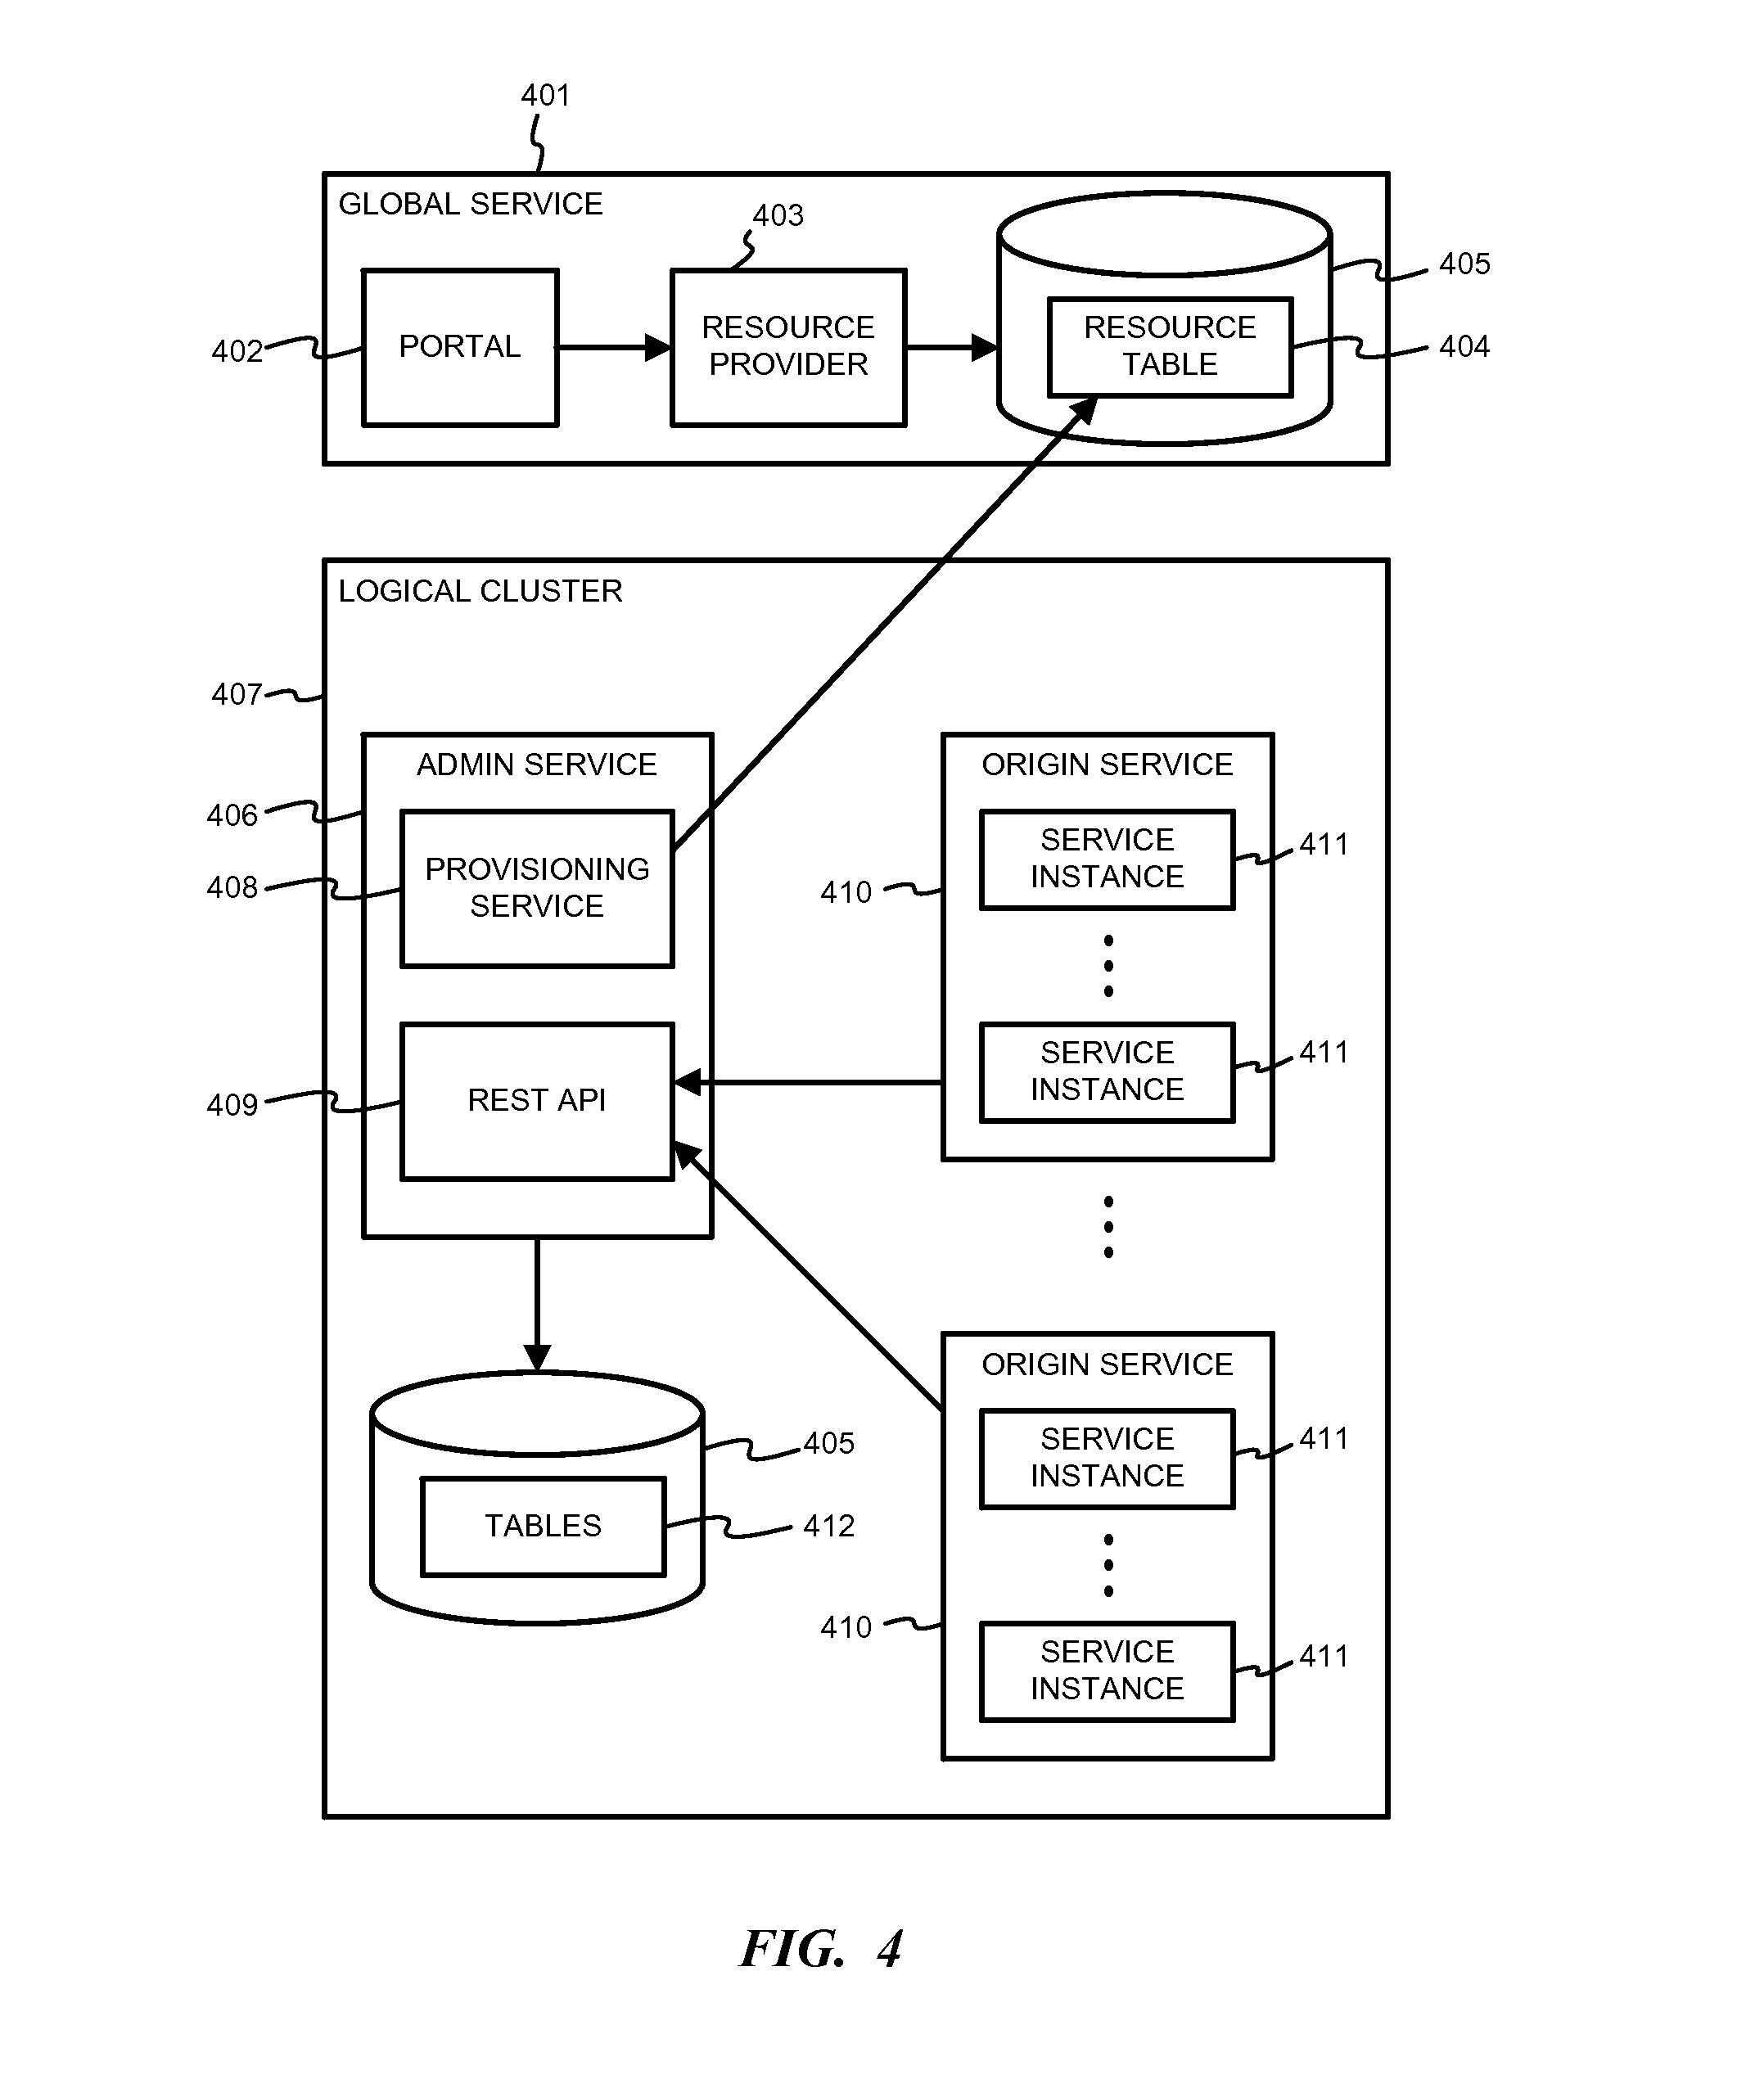 401
GLOBAL SERVICE
403
405
402
PORTAL
RESOURCE
PROVIDER
RESOURCE
TABLE
404
LOGICAL CLUSTER
407
ADMIN SERVICE
406
PROVISIONING
SERVICE
408
REST API
409
ORIGIN SERVICE
SERVICE
INSTANCE
411
410
SERVICE
INSTANCE
411
405
TABLES
412
ORIGIN SERVICE
SERVICE
INSTANCE
411
410
SERVICE
INSTANCE
411
FIG. 4